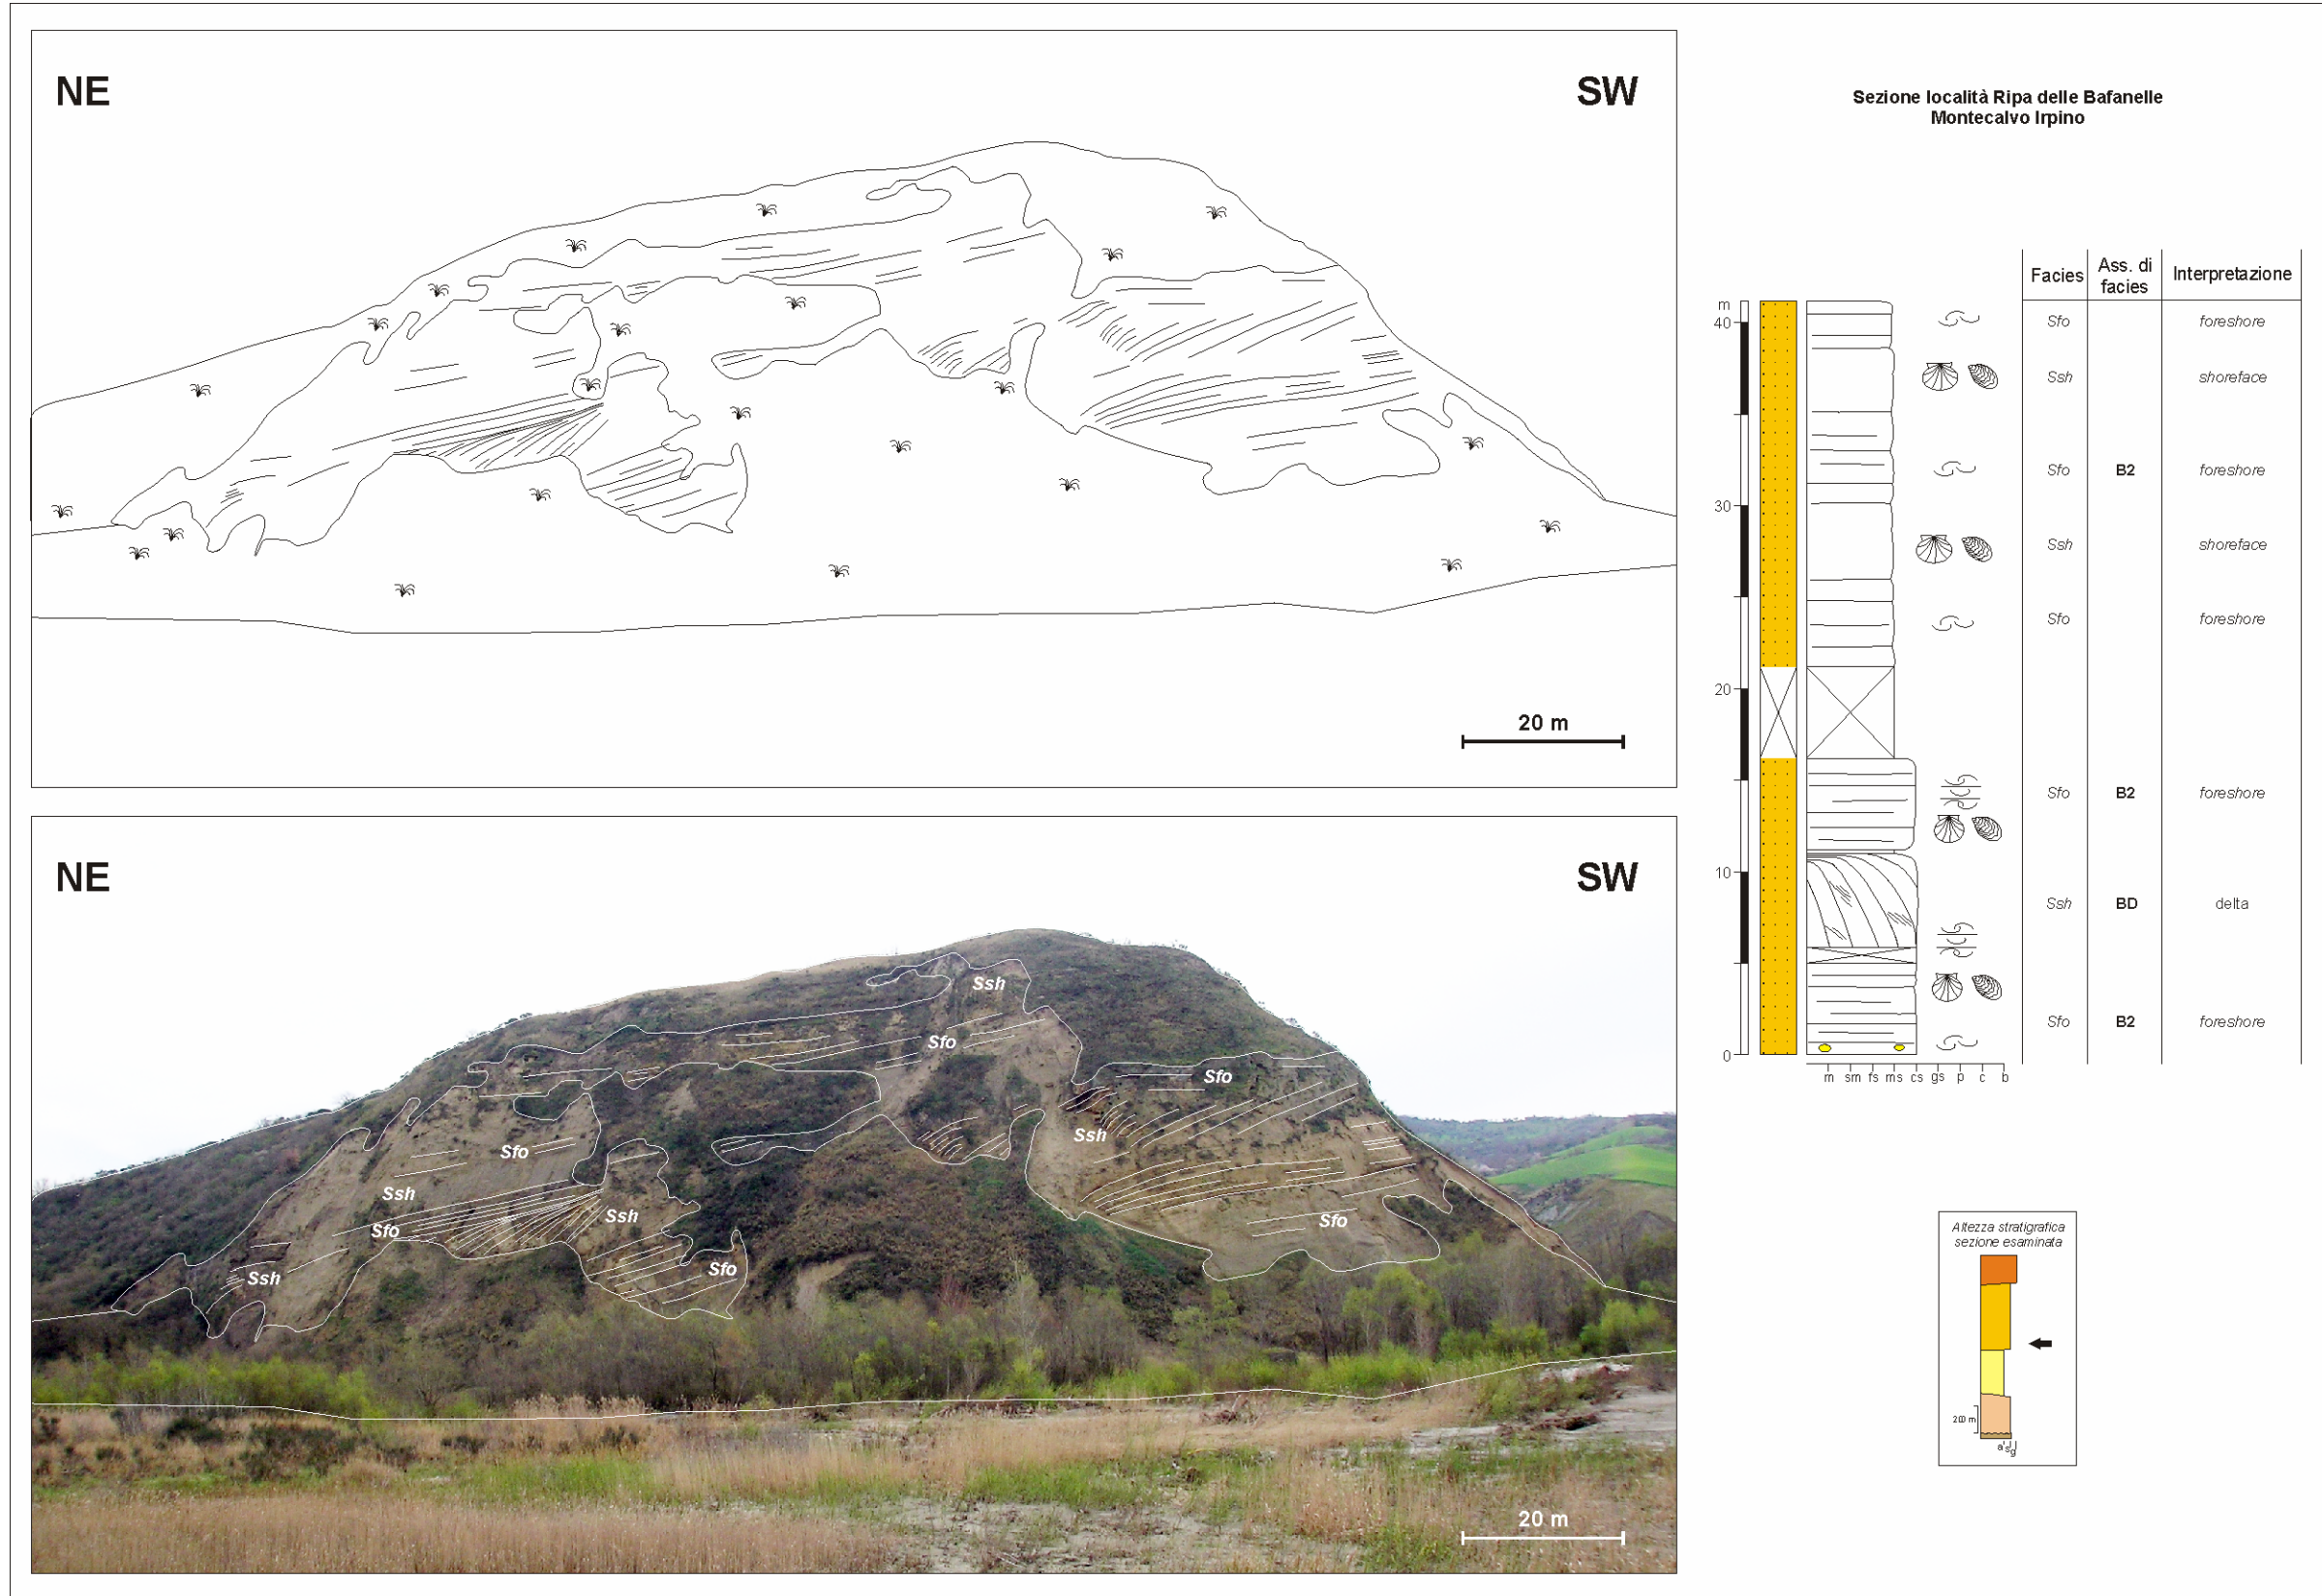 NE
SW
20 m
NE
SW
Ssh
Sfo
Sfo
Ssh
Sfo
Ssh
Ssh
Sfo
Sfo
Ssh
Sfo
Sfo
20 m
Sezione località Ripa delle Bafanelle
Montecalvo Irpino
Facies
Ass. di
facies
Interpretazione
m
40
30
20
10
0
Sfo
foreshore
Ssh
shoreface
Sfo
B2
foreshore
Ssh
shoreface
Sfo
foreshore
Sfo
B2
foreshore
Ssh
BD
delta
Sfo
B2
foreshore
m sm fs ms cs gs p c b
Altezza stratigrafica
sezione esaminata
200 m